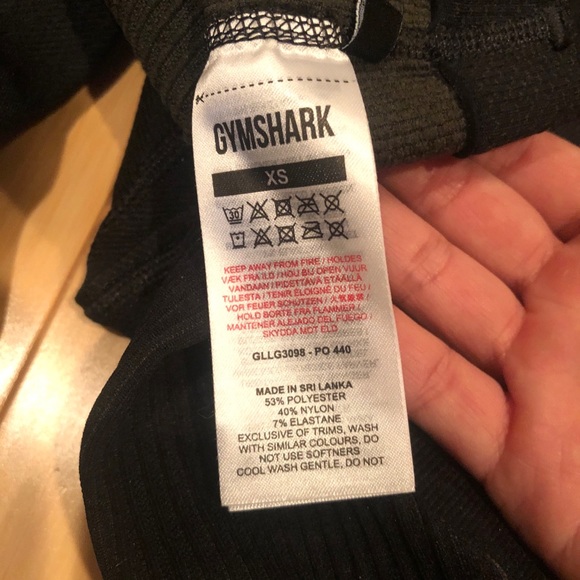 GYMSHARK
XS
30
KEEP AWAY FROM FIRE / HOLDES
VÆK FRA ILD / HOU BIJ OPEN VUUR
VANDAAN / PIDETTÄVÄ ETÄÄLLÄ
TULESTA / TENIR ÉLOIGNÉ DU FEU /
VOR FEUER SCHÜTZEN / 火気厳禁 /
HOLD BORTE FRA FLAMMER /
MANTENER ALEJADO DEL FUEGO /
SKYDDA MOT ELD
GLLG3098 - PO 440
MADE IN SRI LANKA
53% POLYESTER
40% NYLON
7% ELASTANE
EXCLUSIVE OF TRIMS, WASH
WITH SIMILAR COLOURS, DO
NOT USE SOFTNERS
COOL WASH GENTLE, DO NOT